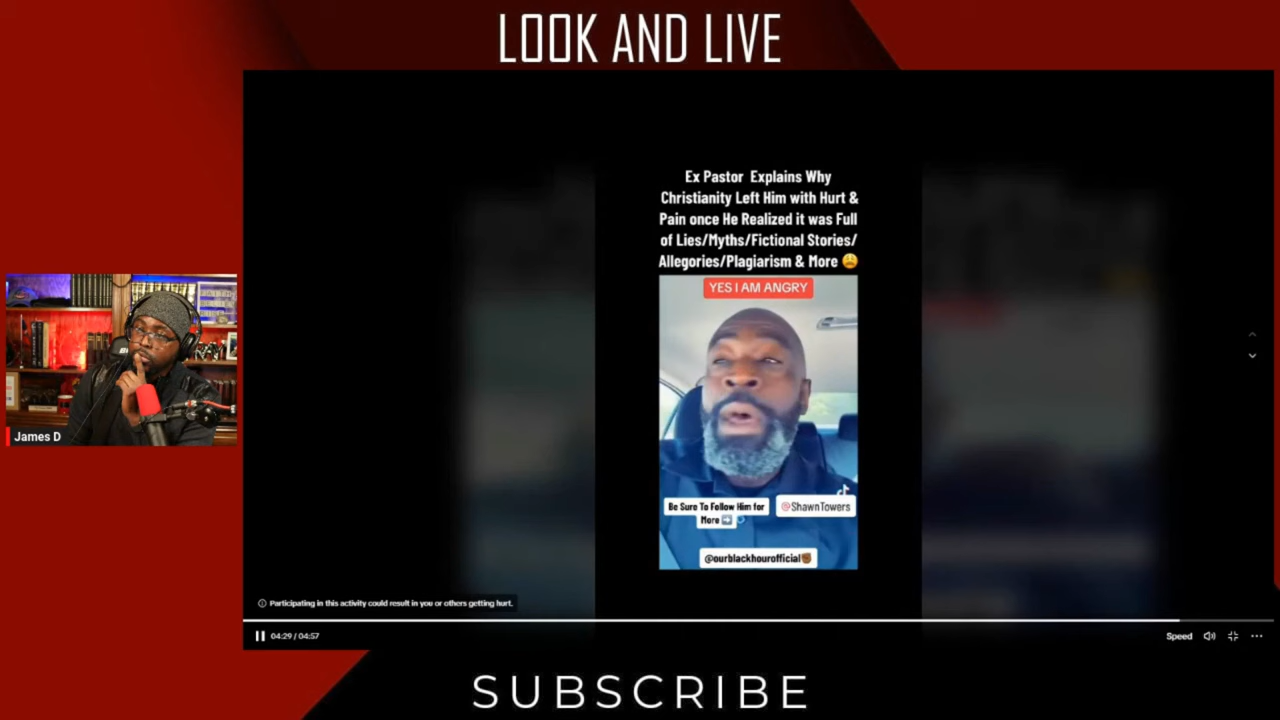 LOOK AND LIVE
Ex Pastor Explains Why
Christianity Left Him with Hurt &
Pain once He Realized it was Full
of Lies/Myths/Fictional Stories/
Allegories/Plagiarism & More 😩
YES I AM ANGRY
James D
Be Sure To Follow Him for
More ➡️
@ShawnTowers
@ourblackhourofficial✊🏾
Participating in this activity could result in you or others getting hurt.
04:29 / 04:57
Speed
SUBSCRIBE